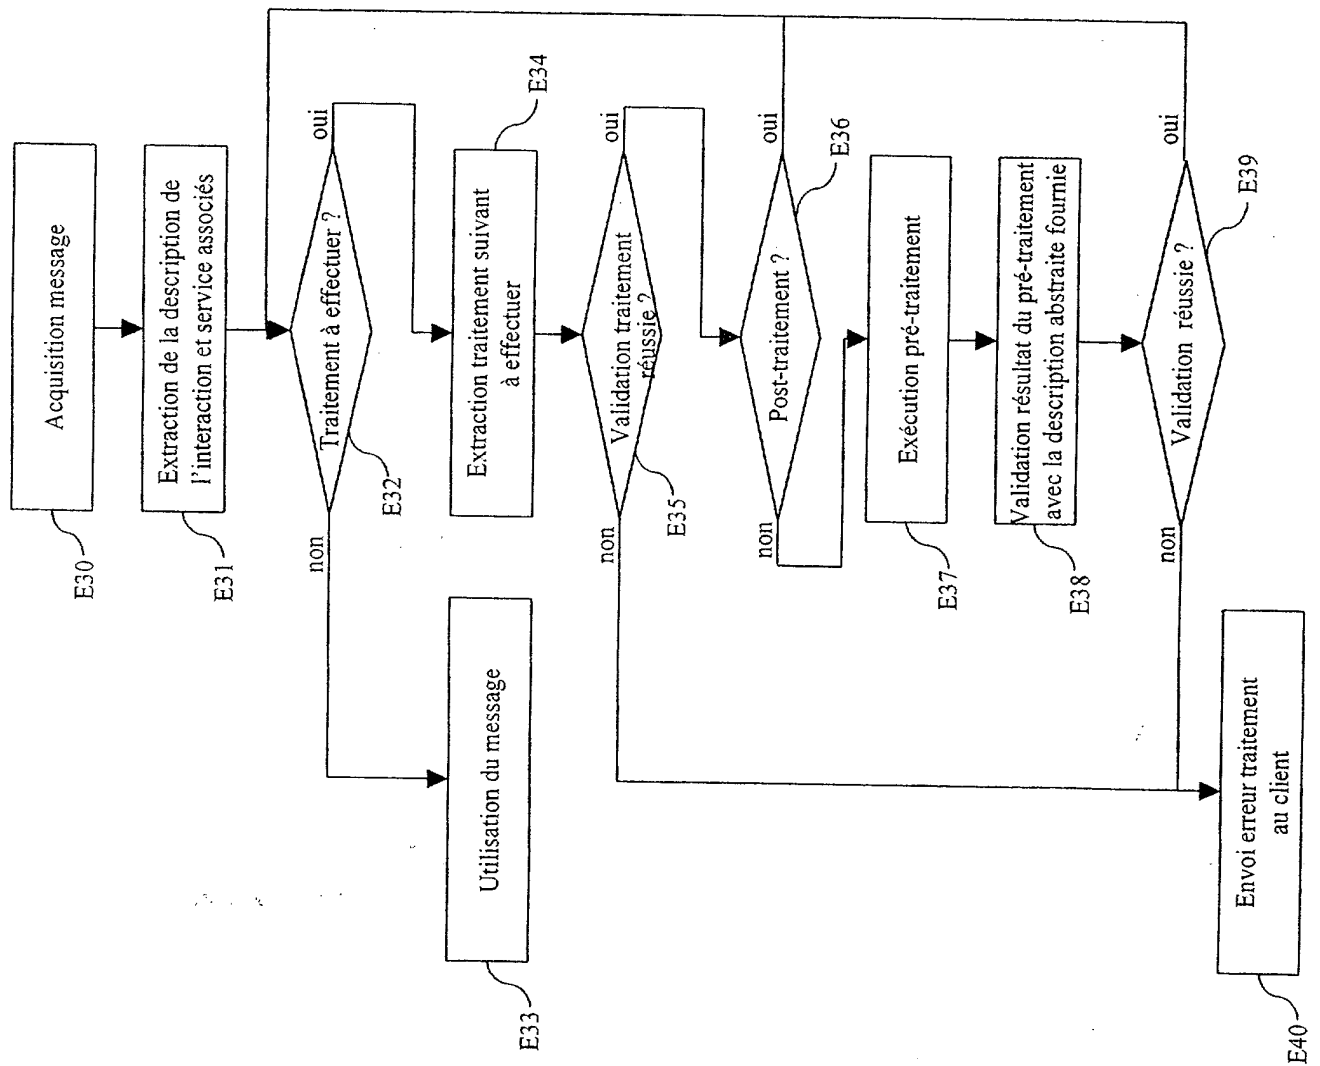 Acquisition message
E30
Extraction de la description de
l'interaction et service associés
E31
Traitement à effectuer ?
oui
non
E32
Utilisation du message
E33
Extraction traitement suivant
à effectuer
E34
Validation traitement
réussie ?
oui
non
E35
Post-traitement ?
oui
non
E36
Exécution pré-traitement
E37
Validation résultat du pré-traitement
avec la description abstraite fournie
E38
Validation réussie ?
oui
non
E39
Envoi erreur traitement
au client
E40